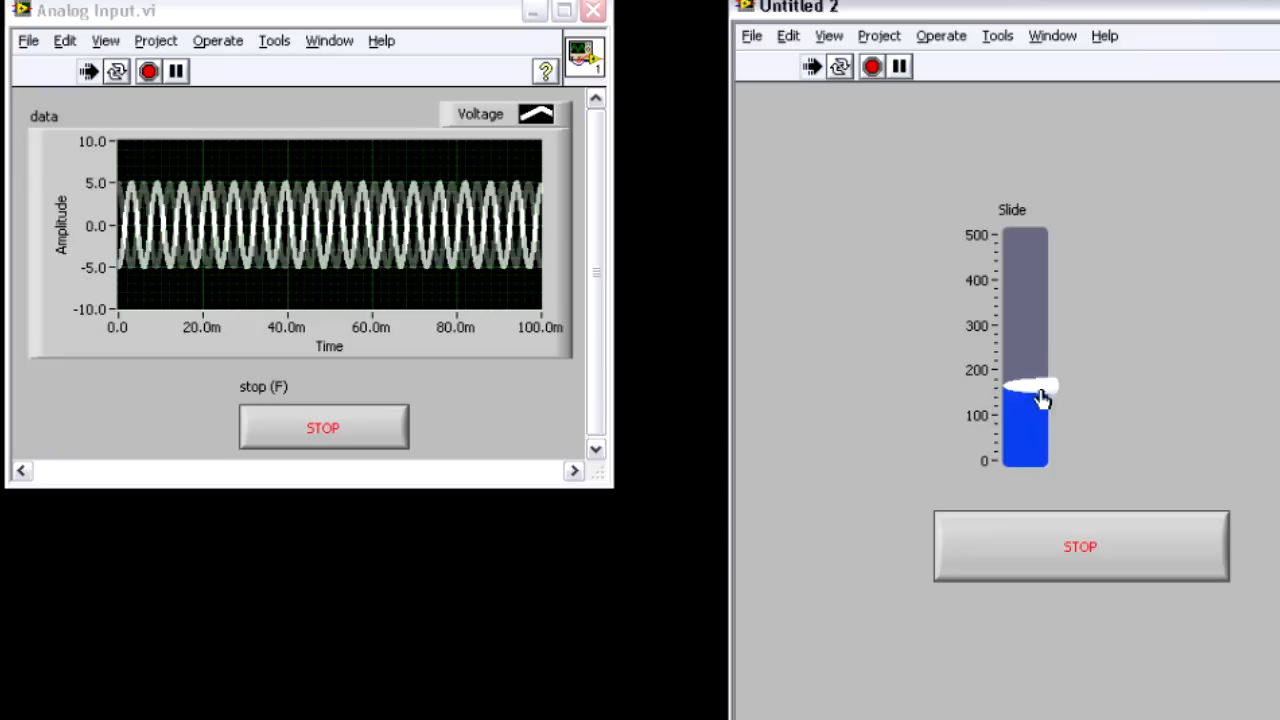 Analog Input.vi
File Edit View Project Operate Tools Window Help
?
1
data
Voltage
10.0
5.0
0.0
-5.0
-10.0
Amplitude
0.0 20.0m 40.0m 60.0m 80.0m 100.0m
Time
stop (F)
STOP
Untitled 2
File Edit View Project Operate Tools Window Help
Slide
500
400
300
200
100
0
STOP